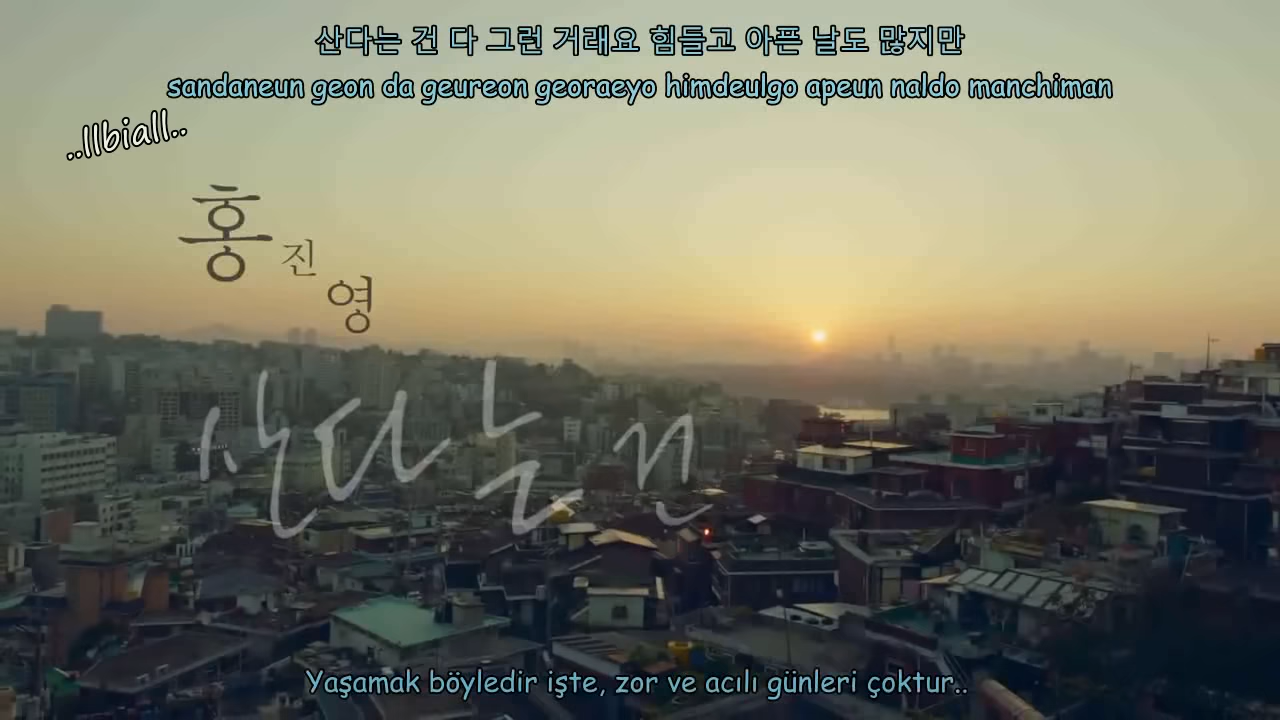 산다는 건 다 그런 거래요 힘들고 아픈 날도 많지만
sandaneun geon da geureon georaeyo himdeulgo apeun naldo manchiman
..llbiall..
홍진영
산다는 건
Yaşamak böyledir işte, zor ve acılı günleri çoktur..